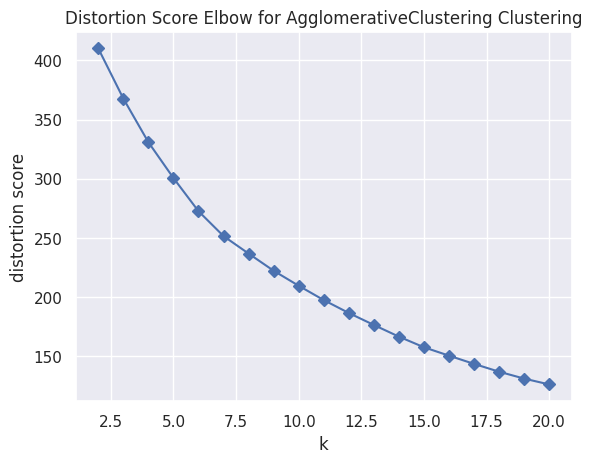 Distortion Score Elbow for AgglomerativeClustering Clustering
400
350
300
250
200
150
distortion score
2.5 5.0 7.5 10.0 12.5 15.0 17.5 20.0
k